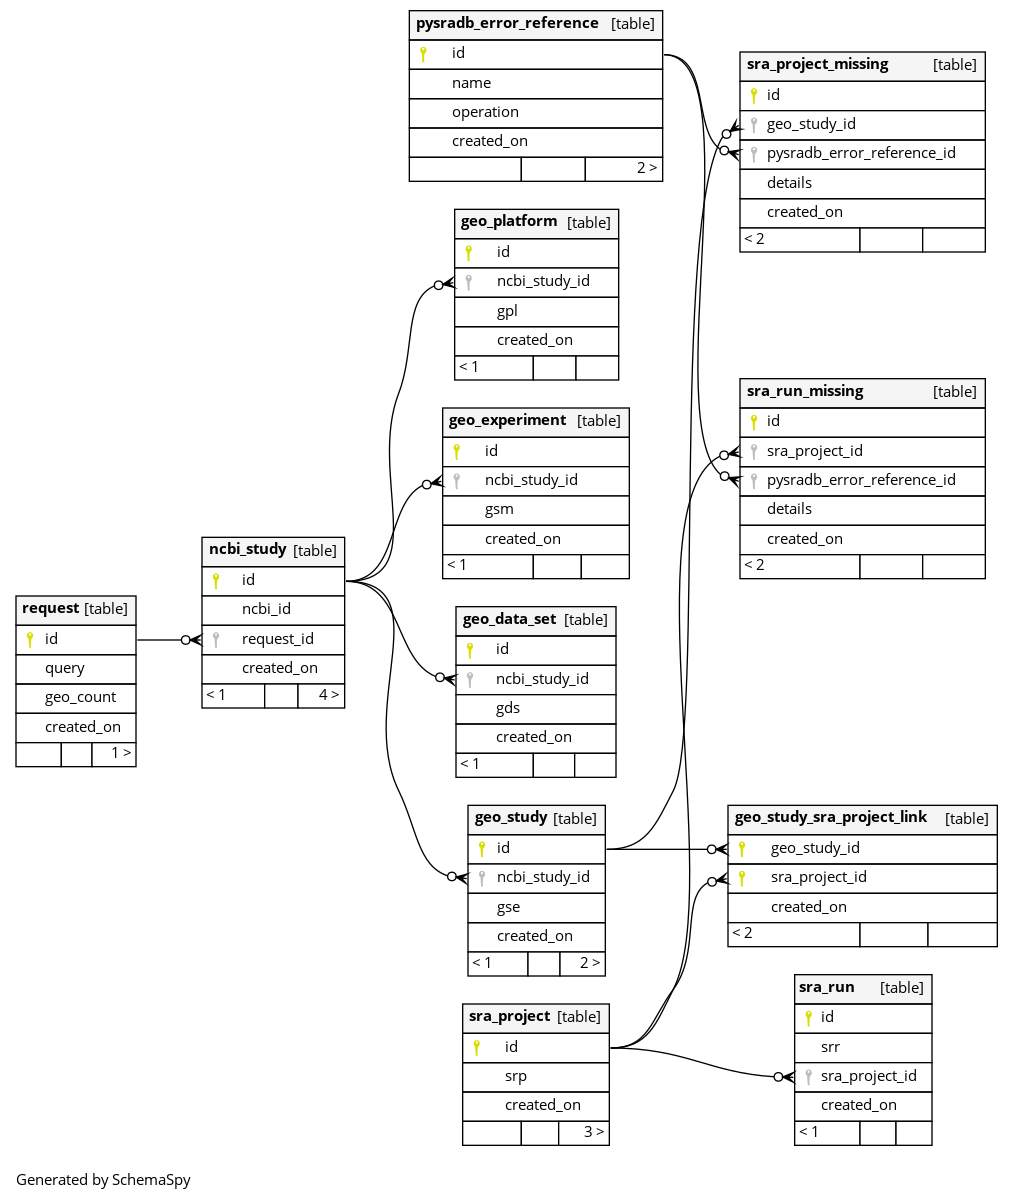 pysradb_error_reference [table]
id
name
operation
created_on
2 >
sra_project_missing [table]
id
geo_study_id
pysradb_error_reference_id
details
created_on
< 2
geo_platform [table]
id
ncbi_study_id
gpl
created_on
< 1
sra_run_missing [table]
id
sra_project_id
pysradb_error_reference_id
details
created_on
< 2
geo_experiment [table]
id
ncbi_study_id
gsm
created_on
< 1
ncbi_study [table]
id
ncbi_id
request_id
created_on
< 1 4 >
request [table]
id
query
geo_count
created_on
1 >
geo_data_set [table]
id
ncbi_study_id
gds
created_on
< 1
geo_study [table]
id
ncbi_study_id
gse
created_on
< 1 2 >
geo_study_sra_project_link [table]
geo_study_id
sra_project_id
created_on
< 2
sra_project [table]
id
srp
created_on
3 >
sra_run [table]
id
srr
sra_project_id
created_on
< 1
Generated by SchemaSpy